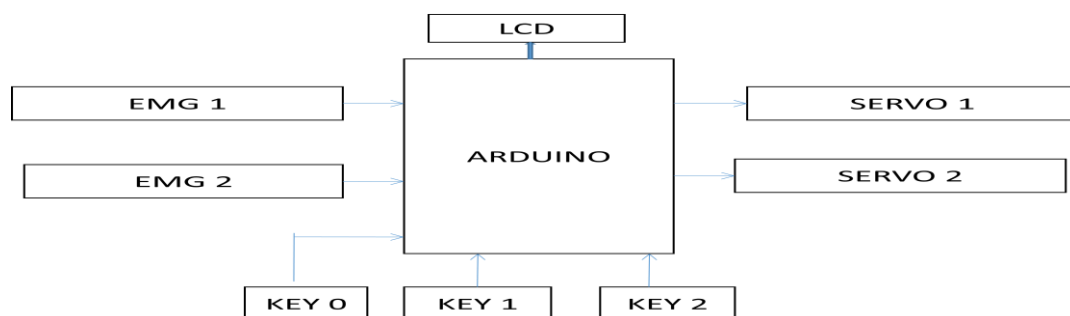 LCD
EMG 1
SERVO 1
ARDUINO
EMG 2
SERVO 2
KEY 0
KEY 1
KEY 2